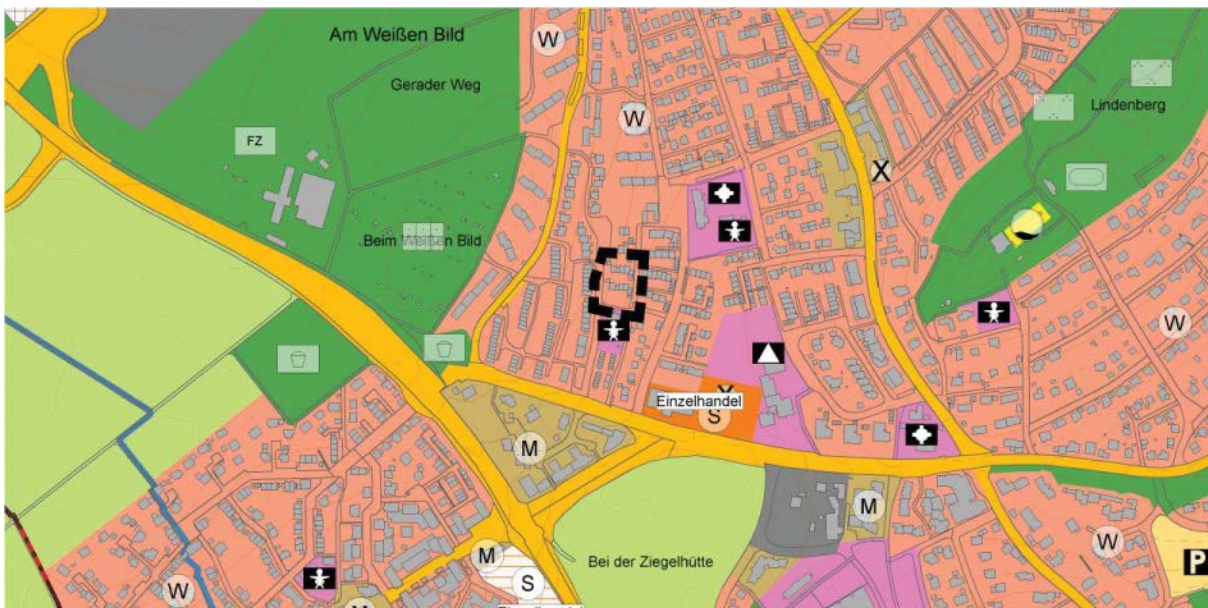 Am Weißen Bild
W
Gerader Weg
Lindenberg
W
FZ
X
Beim Weißen Bild
W
X
Einzelhandel
S
M
M
W
Bei der Ziegelhütte
M
P
S
W